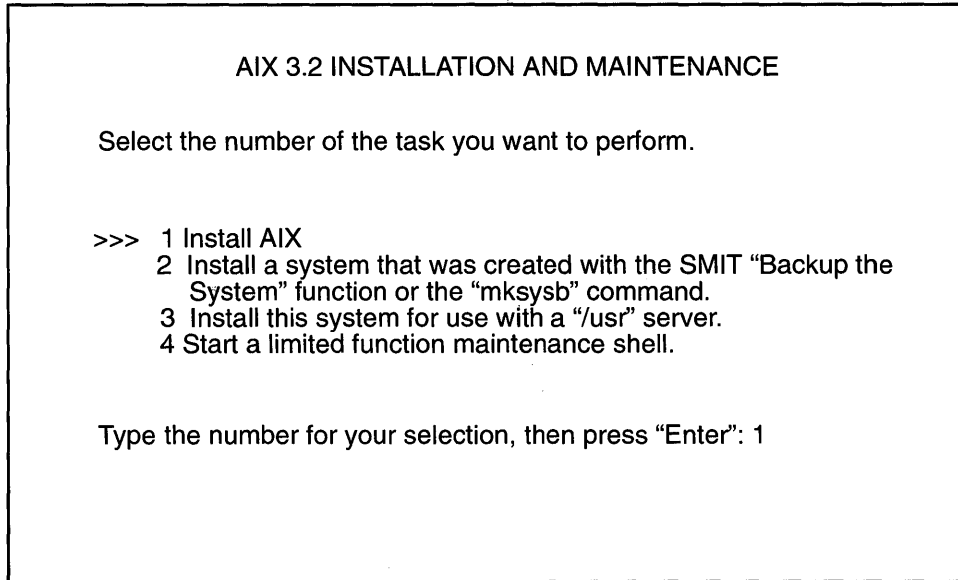 AIX 3.2 INSTALLATION AND MAINTENANCE
Select the number of the task you want to perform.
>>> 1 Install AIX
2 Install a system that was created with the SMIT “Backup the
System” function or the “mksysb” command.
3 Install this system for use with a “/usr” server.
4 Start a limited function maintenance shell.
Type the number for your selection, then press “Enter”: 1